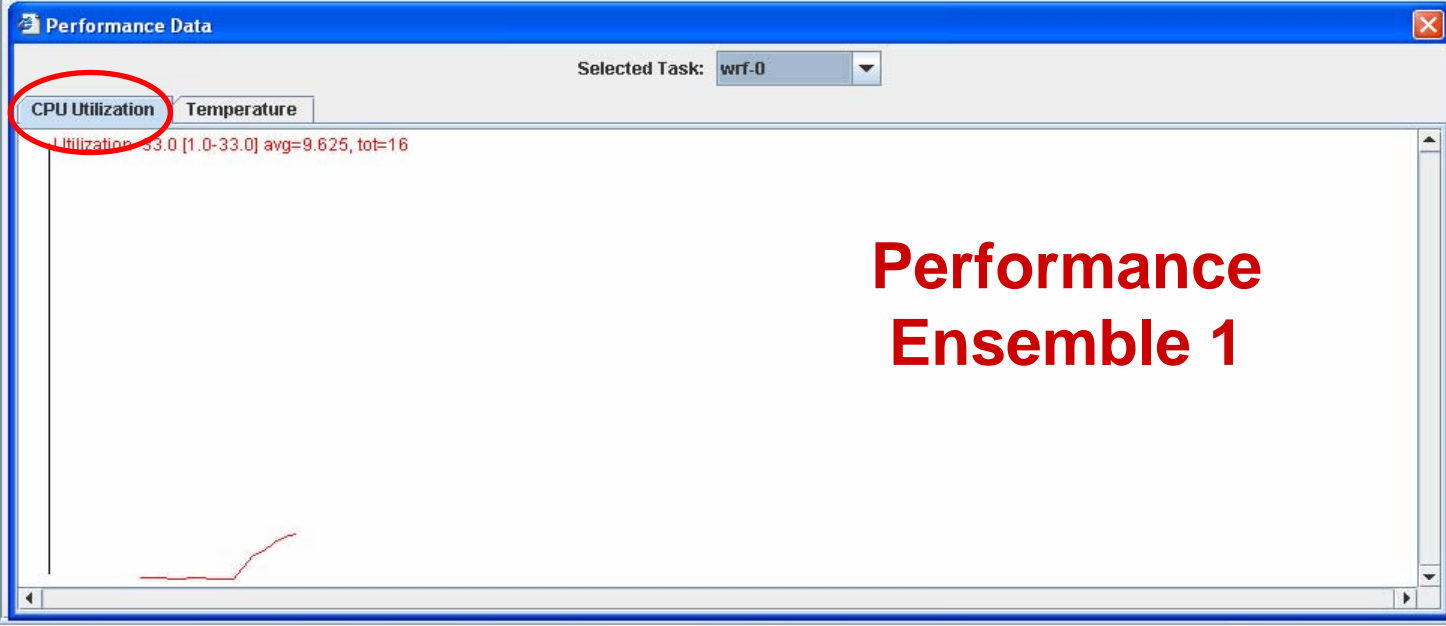 Performance Data
Selected Task: wrf-0
CPU Utilization Temperature
Utilization 33.0 [1.0-33.0] avg=9.625, tot=16
Performance
Ensemble 1